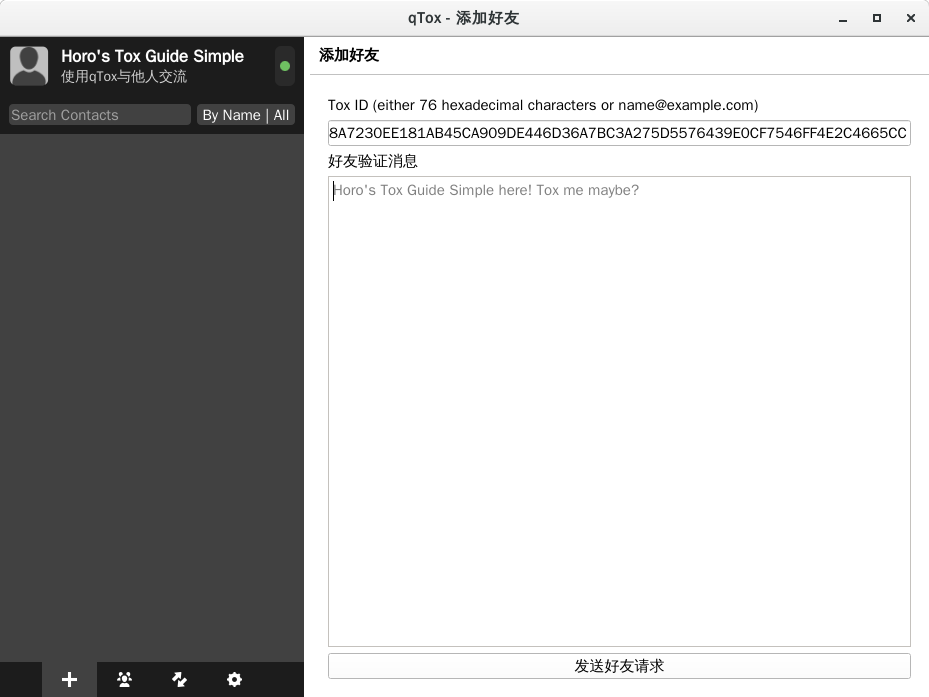 qTox - 添加好友
Horo's Tox Guide Simple
使用qTox与他人交流
Search Contacts
By Name | All
添加好友
Tox ID (either 76 hexadecimal characters or name@example.com)
8A7230EE181AB45CA909DE446D36A7BC3A275D5576439E0CF7546FF4E2C4665CC
好友验证消息
Horo's Tox Guide Simple here! Tox me maybe?
发送好友请求